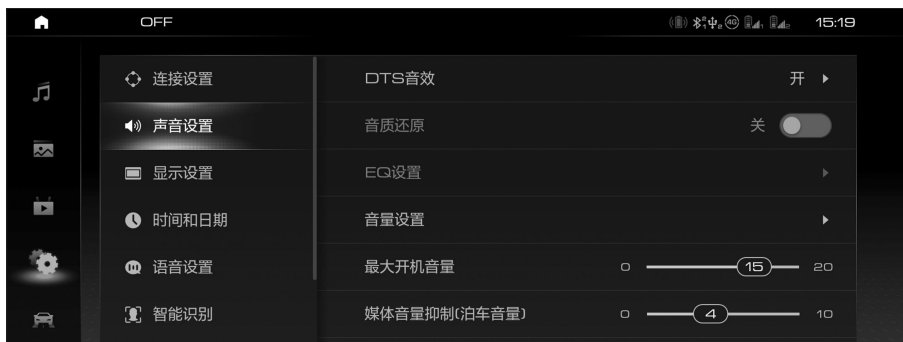 OFF
4G
15:19
连接设置
DTS音效
开
声音设置
音质还原
关
显示设置
EQ设置
时间和日期
音量设置
语音设置
最大开机音量
0
15
20
智能识别
媒体音量抑制(泊车音量)
0
4
10